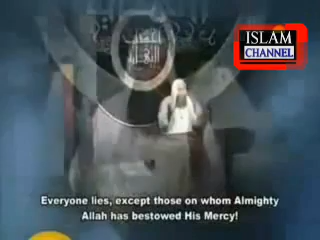 ISLAM
CHANNEL
Everyone lies, except those on whom Almighty
Allah has bestowed His Mercy!